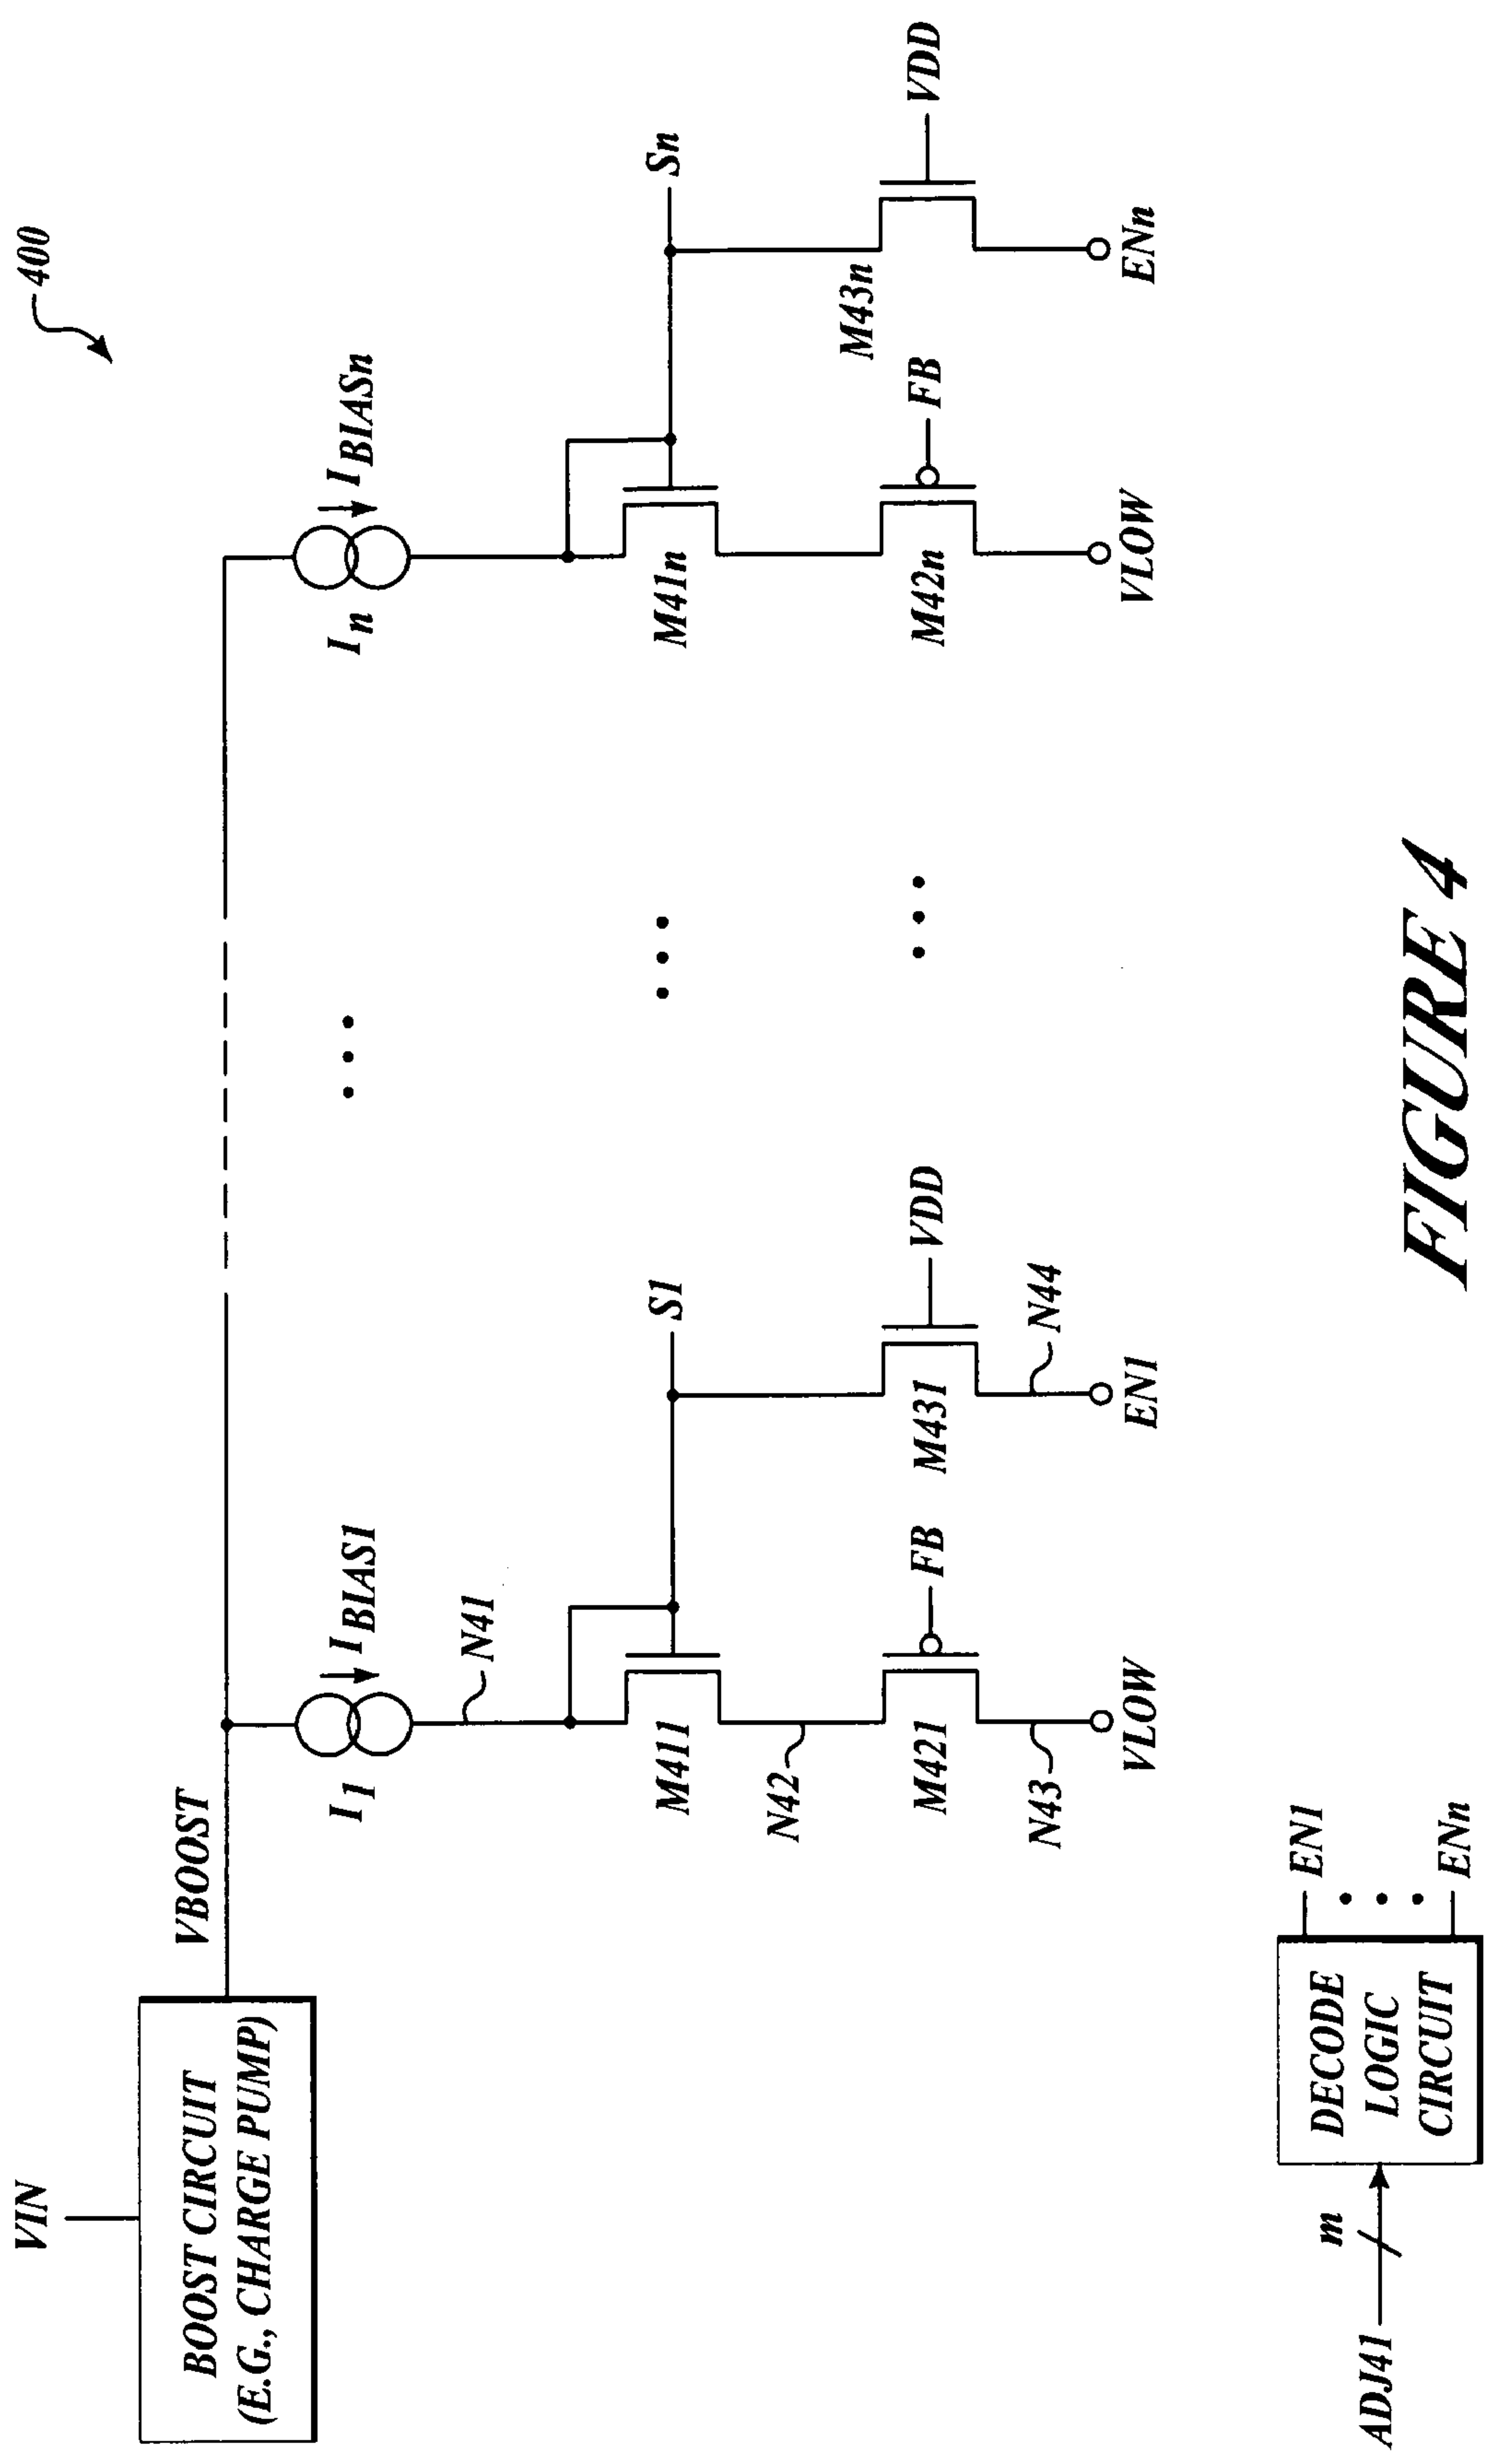 400
VIN
BOOST CIRCUIT
(E.G., CHARGE PUMP)
VBOOST
I1
IBIAS1
In
IBIASn
N41
M411
S1
M41n
Sn
N42
M421
FB
M431
VDD
M42n
FB
M43n
VDD
N43
N44
VLOW
EN1
VLOW
ENn
ADJ41
m
DECODE
LOGIC
CIRCUIT
EN1
ENn
FIGURE 4